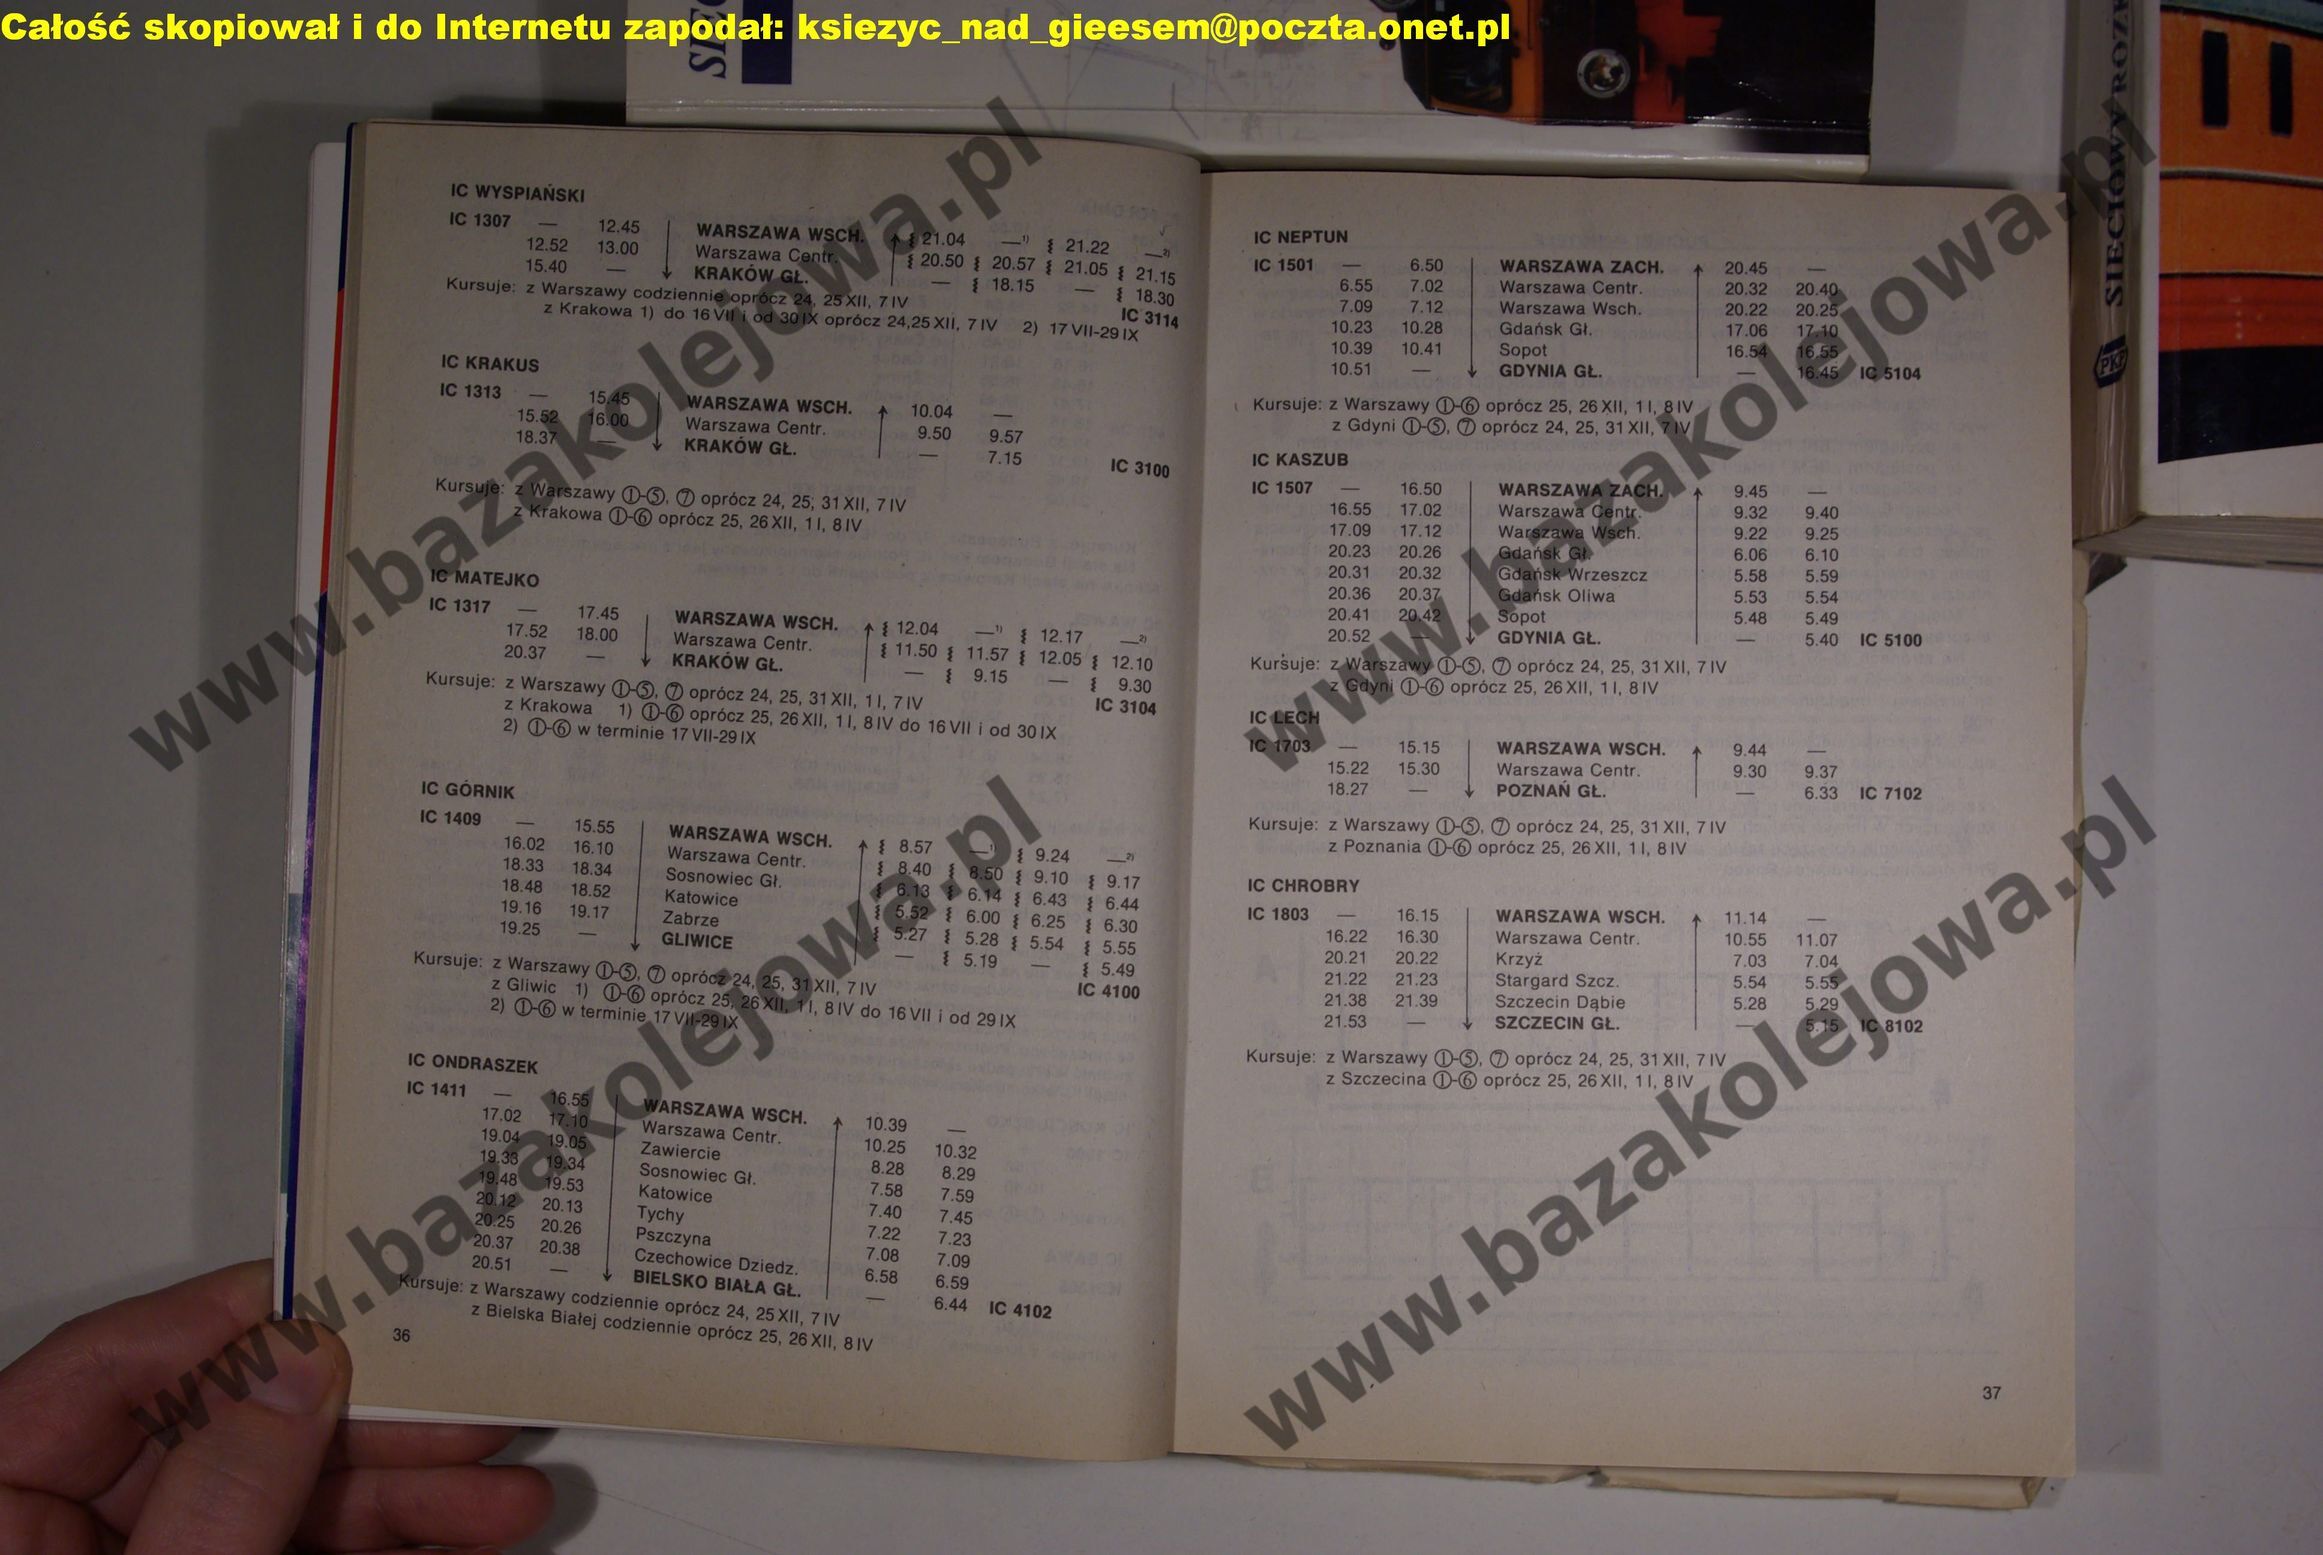 Całość skopiował i do Internetu zapodał: ksiezyc_nad_gieesem@poczta.onet.pl
SIECIOWY ROZK
PKP
www.bazakolejowa.pl
www.bazakolejowa.pl
www.bazakolejowa.pl
www.bazakolejowa.pl
IC WYSPIAŃSKI
IC 1307 — 12.45 WARSZAWA WSCH. 21.04 —1) 21.22 —2)
12.52 13.00 Warszawa Centr. 20.50 20.57 21.05 21.15
15.40 — KRAKÓW GŁ. — 18.15 — 18.30
IC 3114
Kursuje: z Warszawy codziennie oprócz 24, 25 XII, 7 IV
z Krakowa 1) do 16 VII i od 30 IX oprócz 24,25 XII, 7 IV 2) 17 VII-29 IX
IC KRAKUS
IC 1313 — 15.45 WARSZAWA WSCH. 10.04 —
15.52 16.00 Warszawa Centr. 9.50 9.57
18.37 — KRAKÓW GŁ. — 7.15 IC 3100
Kursuje: z Warszawy ①-⑤, ⑦ oprócz 24, 25, 31 XII, 7 IV
z Krakowa ①-⑥ oprócz 25, 26 XII, 1 I, 8 IV
IC MATEJKO
IC 1317 — 17.45 WARSZAWA WSCH. 12.04 —1) 12.17 —2)
17.52 18.00 Warszawa Centr. 11.50 11.57 12.05 12.10
20.37 — KRAKÓW GŁ. — 9.15 — 9.30
IC 3104
Kursuje: z Warszawy ①-⑤, ⑦ oprócz 24, 25, 31 XII, 1 I, 7 IV
z Krakowa 1) ①-⑥ oprócz 25, 26 XII, 1 I, 8 IV do 16 VII i od 30 IX
2) ①-⑥ w terminie 17 VII-29 IX
IC GÓRNIK
IC 1409 — 15.55 WARSZAWA WSCH. 8.57 —1) 9.24 —2)
16.02 16.10 Warszawa Centr. 8.40 8.50 9.10 9.17
18.33 18.34 Sosnowiec Gł. 6.13 6.14 6.43 6.44
18.48 18.52 Katowice 5.52 6.00 6.25 6.30
19.16 19.17 Zabrze 5.27 5.28 5.54 5.55
19.25 — GLIWICE — 5.19 — 5.49
IC 4100
Kursuje: z Warszawy ①-⑤, ⑦ oprócz 24, 25, 31 XII, 7 IV
z Gliwic 1) ①-⑥ oprócz 25, 26 XII, 1 I, 8 IV do 16 VII i od 29 IX
2) ①-⑥ w terminie 17 VII-29 IX
IC ONDRASZEK
IC 1411 — 16.55 WARSZAWA WSCH. 10.39 —
17.02 17.10 Warszawa Centr. 10.25 10.32
19.04 19.05 Zawiercie 8.28 8.29
19.33 19.34 Sosnowiec Gł. 7.58 7.59
19.48 19.53 Katowice 7.40 7.45
20.12 20.13 Tychy 7.22 7.23
20.25 20.26 Pszczyna 7.08 7.09
20.37 20.38 Czechowice Dziedz. 6.58 6.59
20.51 — BIELSKO BIAŁA GŁ. — 6.44 IC 4102
Kursuje: z Warszawy codziennie oprócz 24, 25 XII, 7 IV
z Bielska Białej codziennie oprócz 25, 26 XII, 8 IV
36
IC NEPTUN
IC 1501 — 6.50 WARSZAWA ZACH. 20.45 —
6.55 7.02 Warszawa Centr. 20.32 20.40
7.09 7.12 Warszawa Wsch. 20.22 20.25
10.23 10.28 Gdańsk Gł. 17.06 17.10
10.39 10.41 Sopot 16.54 16.55
10.51 — GDYNIA GŁ. — 16.45 IC 5104
Kursuje: z Warszawy ①-⑥ oprócz 25, 26 XII, 1 I, 8 IV
z Gdyni ①-⑤, ⑦ oprócz 24, 25, 31 XII, 7 IV
IC KASZUB
IC 1507 — 16.50 WARSZAWA ZACH. 9.45 —
16.55 17.02 Warszawa Centr. 9.32 9.40
17.09 17.12 Warszawa Wsch. 9.22 9.25
20.23 20.26 Gdańsk Gł. 6.06 6.10
20.31 20.32 Gdańsk Wrzeszcz 5.58 5.59
20.36 20.37 Gdańsk Oliwa 5.53 5.54
20.41 20.42 Sopot 5.48 5.49
20.52 — GDYNIA GŁ. — 5.40 IC 5100
Kursuje: z Warszawy ①-⑤, ⑦ oprócz 24, 25, 31 XII, 7 IV
z Gdyni ①-⑥ oprócz 25, 26 XII, 1 I, 8 IV
IC LECH
IC 1703 — 15.15 WARSZAWA WSCH. 9.44 —
15.22 15.30 Warszawa Centr. 9.30 9.37
18.27 — POZNAŃ GŁ. — 6.33 IC 7102
Kursuje: z Warszawy ①-⑤, ⑦ oprócz 24, 25, 31 XII, 7 IV
z Poznania ①-⑥ oprócz 25, 26 XII, 1 I, 8 IV
IC CHROBRY
IC 1803 — 16.15 WARSZAWA WSCH. 11.14 —
16.22 16.30 Warszawa Centr. 10.55 11.07
20.21 20.22 Krzyż 7.03 7.04
21.22 21.23 Stargard Szcz. 5.54 5.55
21.38 21.39 Szczecin Dąbie 5.28 5.29
21.53 — SZCZECIN GŁ. — 5.15 IC 8102
Kursuje: z Warszawy ①-⑤, ⑦ oprócz 24, 25, 31 XII, 7 IV
z Szczecina ①-⑥ oprócz 25, 26 XII, 1 I, 8 IV
37